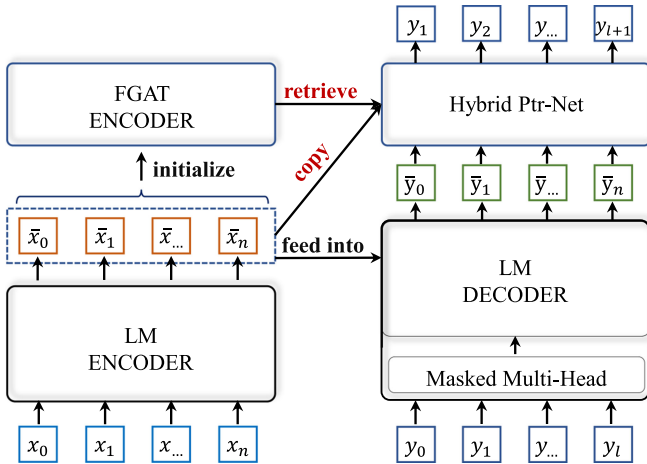 y₁ y₂ y… yₗ₊₁
FGAT
ENCODER
retrieve
Hybrid Ptr-Net
copy
initialize
ȳ₀ ȳ₁ ȳ… ȳₙ
x̄₀ x̄₁ x̄… x̄ₙ
feed into
LM
DECODER
LM
ENCODER
Masked Multi-Head
x₀ x₁ x… xₙ
y₀ y₁ y… yₗ